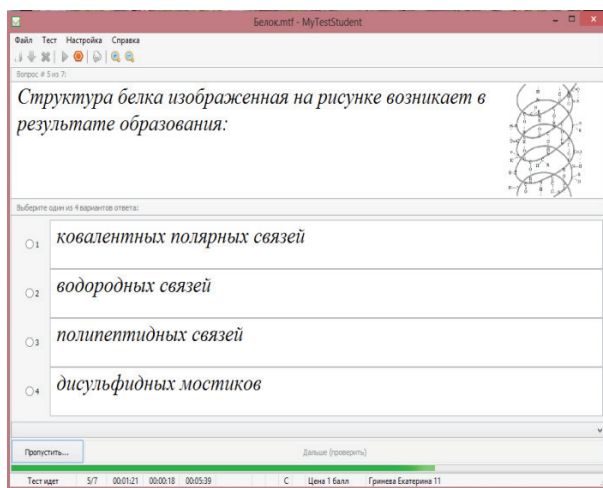 Белок.mtf - MyTestStudent
Файл Тест Настройка Справка
Вопрос # 5 из 7:
Структура белка изображенная на рисунке возникает в
результате образования:
Выберите один из 4 вариантов ответа:
1 ковалентных полярных связей
2 водородных связей
3 полипептидных связей
4 дисульфидных мостиков
Пропустить... Дальше (проверить)
Тест идет 5/7 00:01:21 00:00:18 00:05:39 С Цена 1 балл Гринева Екатерина 11